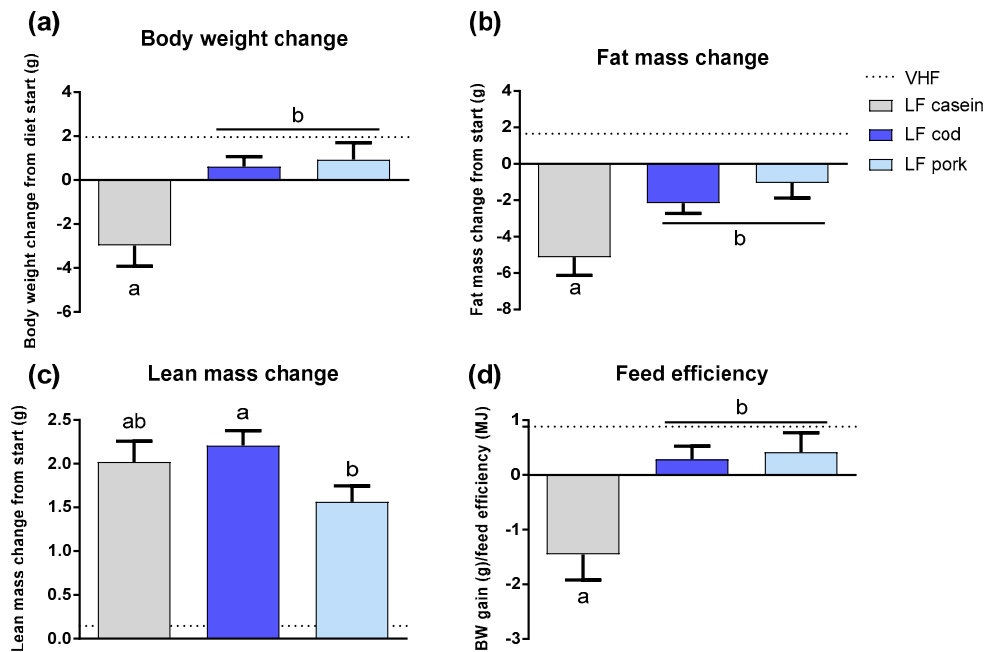 (a)
Body weight change
Body weight change from diet start (g)
4
2
0
-2
-4
-6
a
b
(b)
Fat mass change
Fat mass change from start (g)
4
2
0
-2
-4
-6
-8
a
b
VHF
LF casein
LF cod
LF pork
(c)
Lean mass change
Lean mass change from start (g)
2.5
2.0
1.5
1.0
0.5
0.0
ab
a
b
(d)
Feed efficiency
BW gain (g)/feed efficiency (MJ)
1
0
-1
-2
-3
a
b